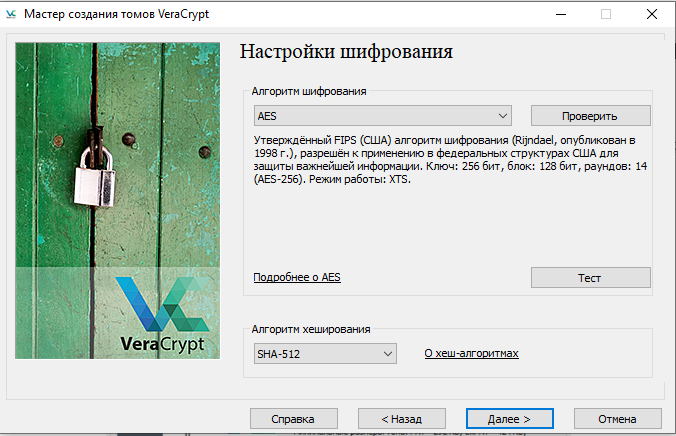 Мастер создания томов VeraCrypt
Настройки шифрования
Алгоритм шифрования
AES
Проверить
Утверждённый FIPS (США) алгоритм шифрования (Rijndael, опубликован в
1998 г.), разрешён к применению в федеральных структурах США для
защиты важнейшей информации. Ключ: 256 бит, блок: 128 бит, раундов: 14
(AES-256). Режим работы: XTS.
Подробнее о AES
Тест
VeraCrypt
Алгоритм хеширования
SHA-512
О хеш-алгоритмах
Справка
< Назад
Далее >
Отмена